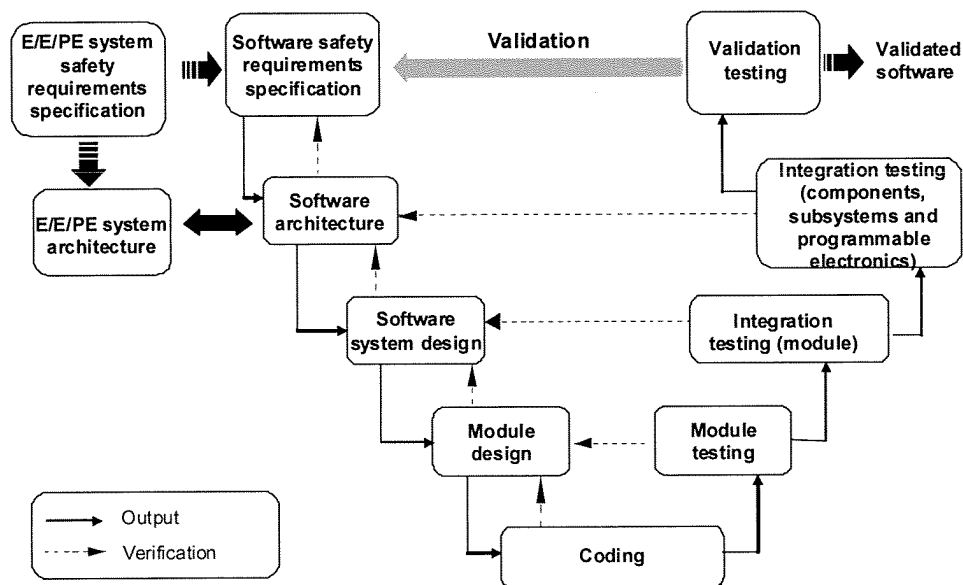 E/E/PE system
safety
requirements
specification
Software safety
requirements
specification
Validation
Validation
testing
Validated
software
E/E/PE system
architecture
Software
architecture
Integration testing
(components,
subsystems and
programmable
electronics)
Software
system design
Integration
testing (module)
Module
design
Module
testing
Coding
Output
Verification